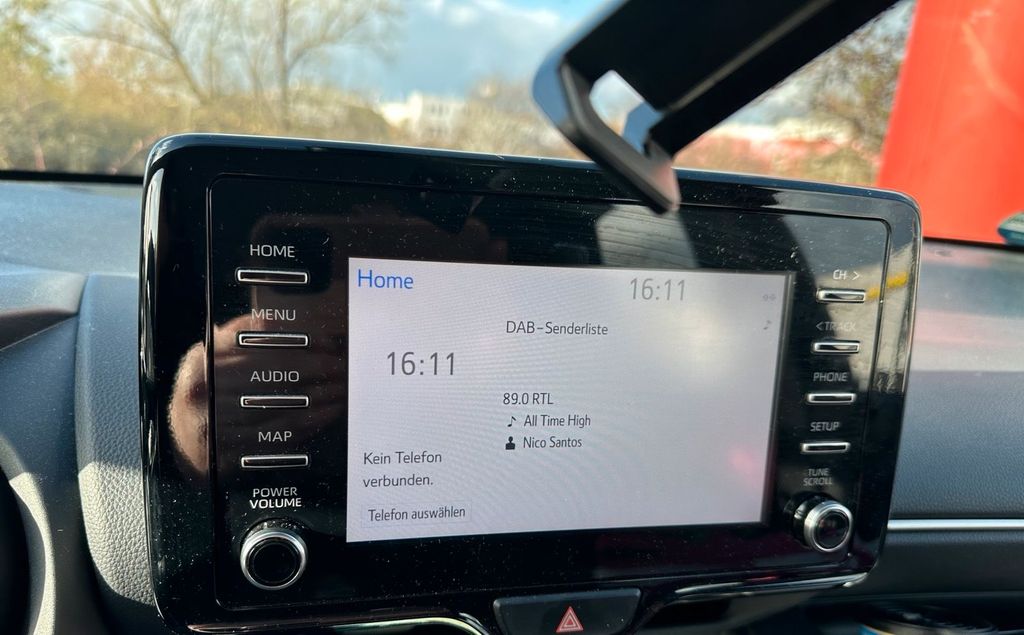 HOME
MENU
AUDIO
MAP
POWER
VOLUME
Home
16:11
DAB-Senderliste
16:11
89.0 RTL
All Time High
Nico Santos
Kein Telefon
verbunden.
Telefon auswählen
CH >
< TRACK
PHONE
SETUP
TUNE
SCROLL